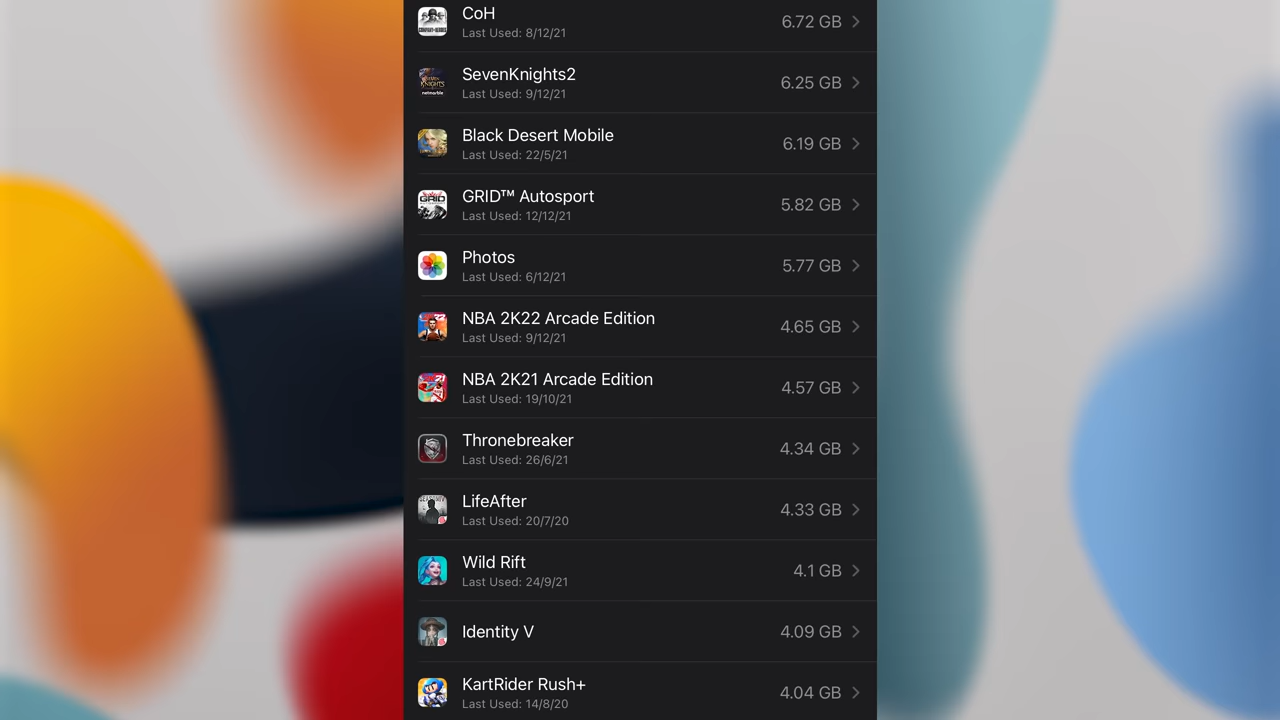 CoH
Last Used: 8/12/21
6.72 GB
SevenKnights2
Last Used: 9/12/21
6.25 GB
Black Desert Mobile
Last Used: 22/5/21
6.19 GB
GRID™ Autosport
Last Used: 12/12/21
5.82 GB
Photos
Last Used: 6/12/21
5.77 GB
NBA 2K22 Arcade Edition
Last Used: 9/12/21
4.65 GB
NBA 2K21 Arcade Edition
Last Used: 19/10/21
4.57 GB
Thronebreaker
Last Used: 26/6/21
4.34 GB
LifeAfter
Last Used: 20/7/20
4.33 GB
Wild Rift
Last Used: 24/9/21
4.1 GB
Identity V
4.09 GB
KartRider Rush+
Last Used: 14/8/20
4.04 GB